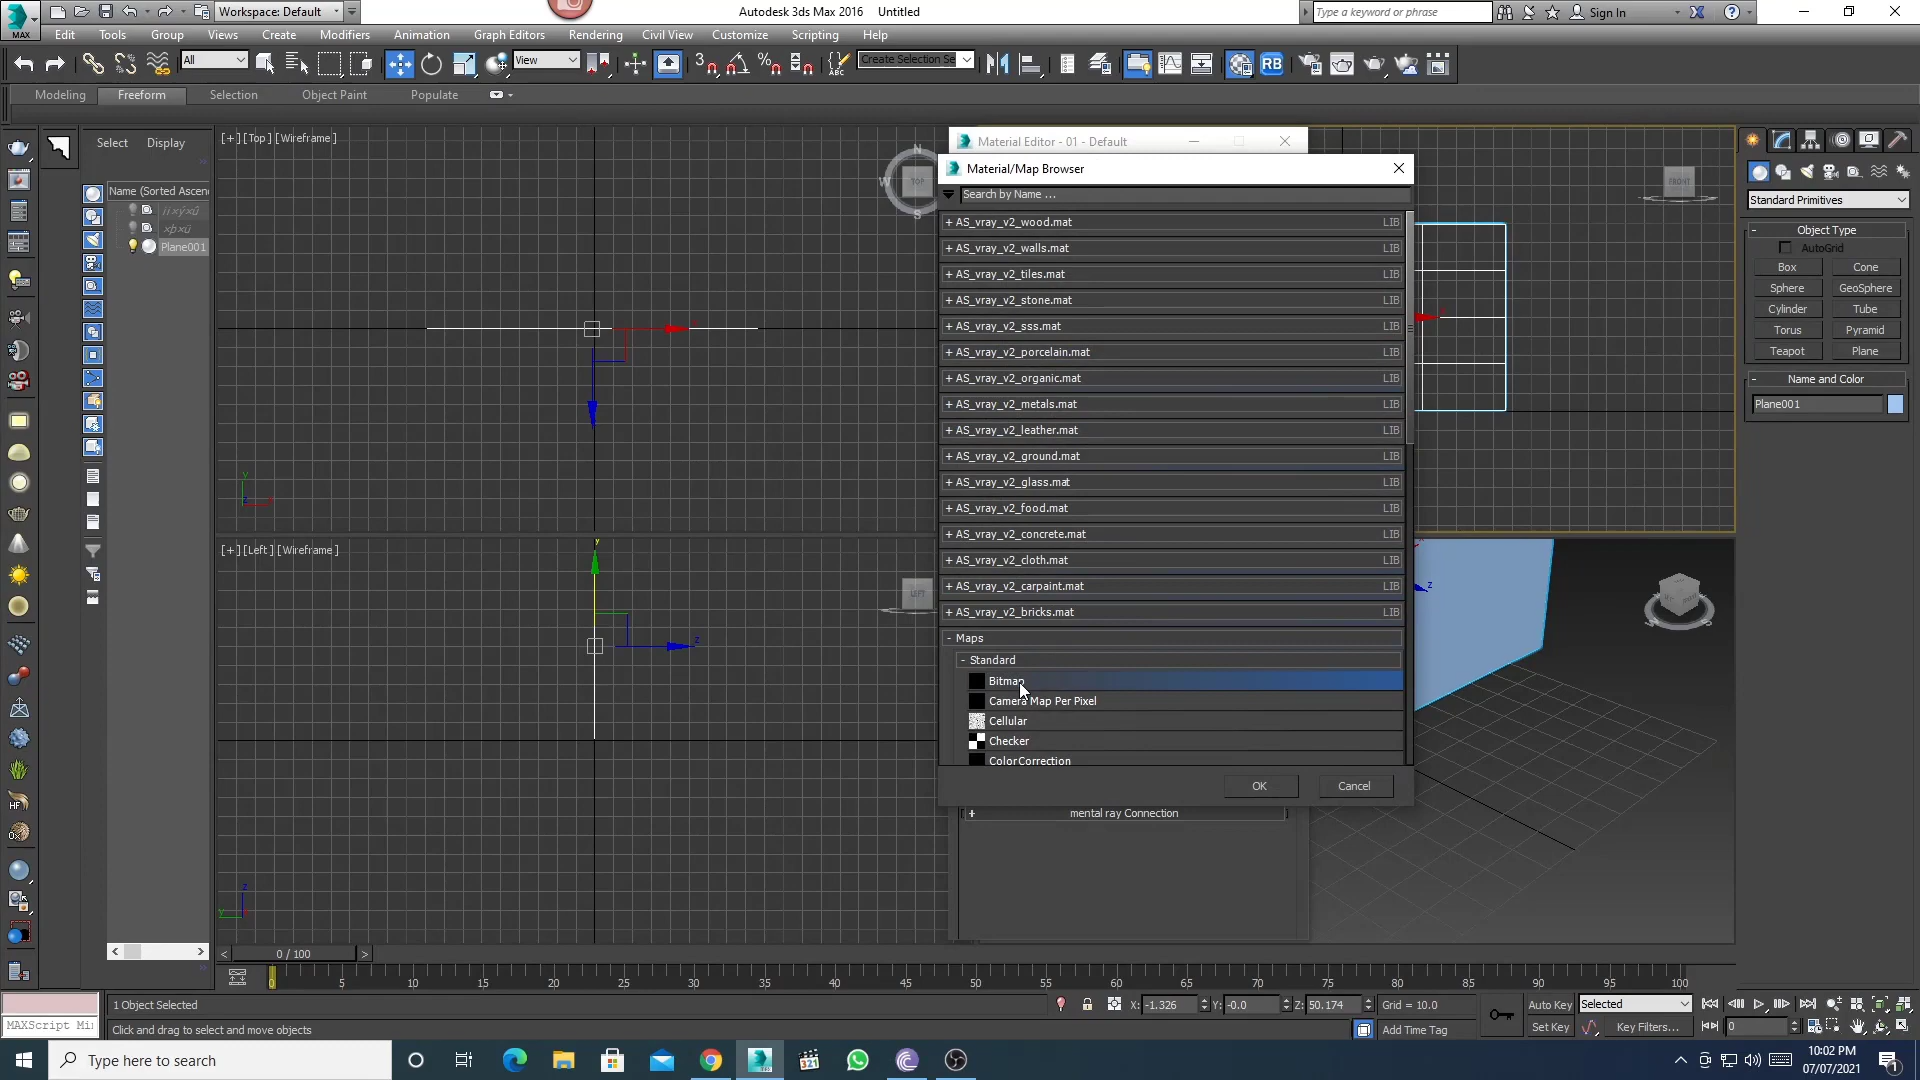 Workspace: Default
Autodesk 3ds Max 2016 Untitled
Type a keyword or phrase
Sign In
MAX
Edit Tools Group Views Create Modifiers Animation Graph Editors Rendering Civil View Customize Scripting Help
All
View
Create Selection Se
Modeling Freeform Selection Object Paint Populate
Select Display
Name (Sorted Ascen
Plane001
[+][Top][Wireframe]
N
W
TOP
S
[+][Left][Wireframe]
LEFT
FRONT
Material Editor - 01 - Default
Material/Map Browser
Search by Name ...
+ AS_vray_v2_wood.mat LIB
+ AS_vray_v2_walls.mat LIB
+ AS_vray_v2_tiles.mat LIB
+ AS_vray_v2_stone.mat LIB
+ AS_vray_v2_sss.mat LIB
+ AS_vray_v2_porcelain.mat LIB
+ AS_vray_v2_organic.mat LIB
+ AS_vray_v2_metals.mat LIB
+ AS_vray_v2_leather.mat LIB
+ AS_vray_v2_ground.mat LIB
+ AS_vray_v2_glass.mat LIB
+ AS_vray_v2_food.mat LIB
+ AS_vray_v2_concrete.mat LIB
+ AS_vray_v2_cloth.mat LIB
+ AS_vray_v2_carpaint.mat LIB
+ AS_vray_v2_bricks.mat LIB
- Maps
- Standard
Bitmap
Camera Map Per Pixel
Cellular
Checker
ColorCorrection
OK Cancel
+ mental ray Connection
Standard Primitives
- Object Type
AutoGrid
Box Cone
Sphere GeoSphere
Cylinder Tube
Torus Pyramid
Teapot Plane
- Name and Color
Plane001
< 0 / 100 >
0 5 10 15 20 25 30 35 40 45 50 55 60 65 70 75 80 85 90 95 100
1 Object Selected
X: -1.326 Y: -0.0 Z: 50.174 Grid = 10.0
Auto Key Selected
MAXScript Mi
Click and drag to select and move objects
Add Time Tag
Set Key Key Filters...
0
Type here to search
10:02 PM
07/07/2021